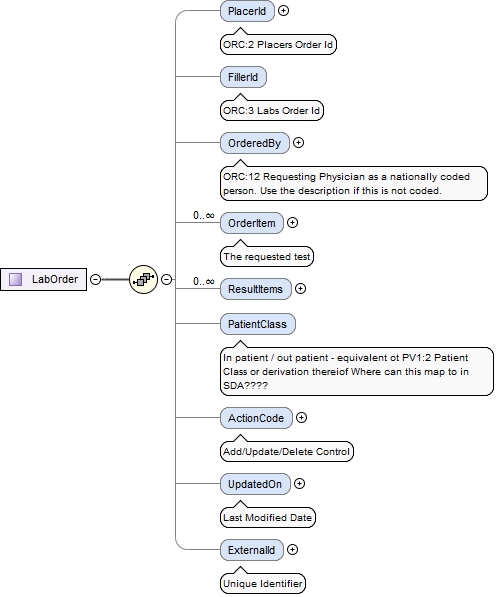 PlacerId
ORC:2 Placers Order Id
FillerId
ORC:3 Labs Order Id
OrderedBy
ORC:12 Requesting Physician as a nationally coded
person. Use the description if this is not coded.
0..∞
OrderItem
The requested test
0..∞
ResultItems
LabOrder
PatientClass
In patient / out patient - equivalent ot PV1:2 Patient
Class or derivation thereiof Where can this map to in
SDA????
ActionCode
Add/Update/Delete Control
UpdatedOn
Last Modified Date
ExternalId
Unique Identifier